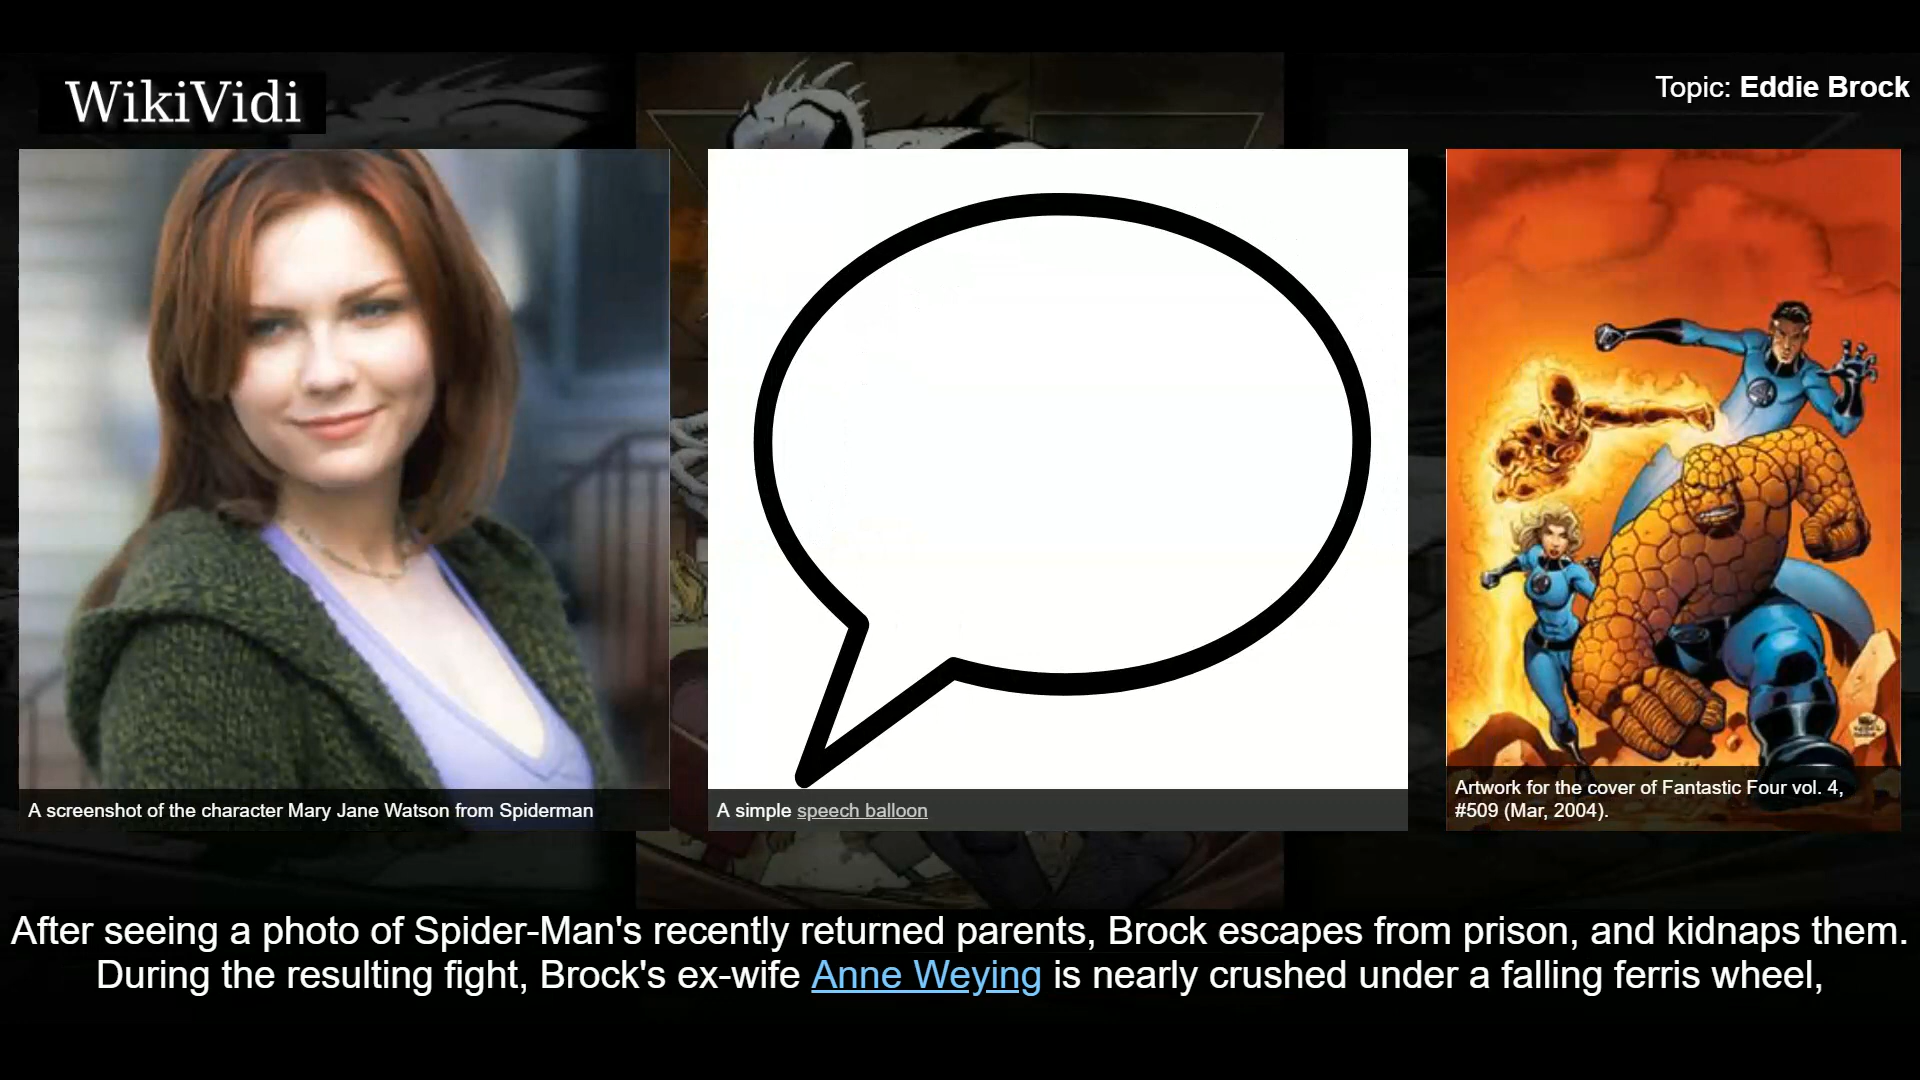 WikiVidi
Topic: Eddie Brock
A screenshot of the character Mary Jane Watson from Spiderman
A simple speech balloon
Artwork for the cover of Fantastic Four vol. 4,
#509 (Mar, 2004).
After seeing a photo of Spider-Man's recently returned parents, Brock escapes from prison, and kidnaps them.
During the resulting fight, Brock's ex-wife Anne Weying is nearly crushed under a falling ferris wheel,